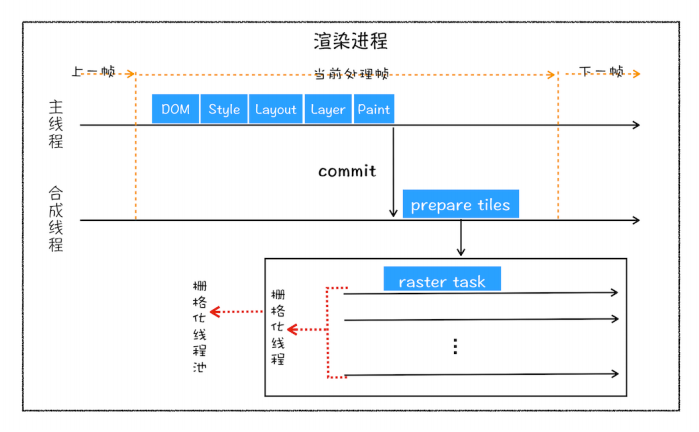 渲染进程
上一帧
当前处理帧
下一帧
主线程
DOM
Style
Layout
Layer
Paint
commit
合成线程
prepare tiles
raster task
栅格化线程池
栅格化线程
⋮